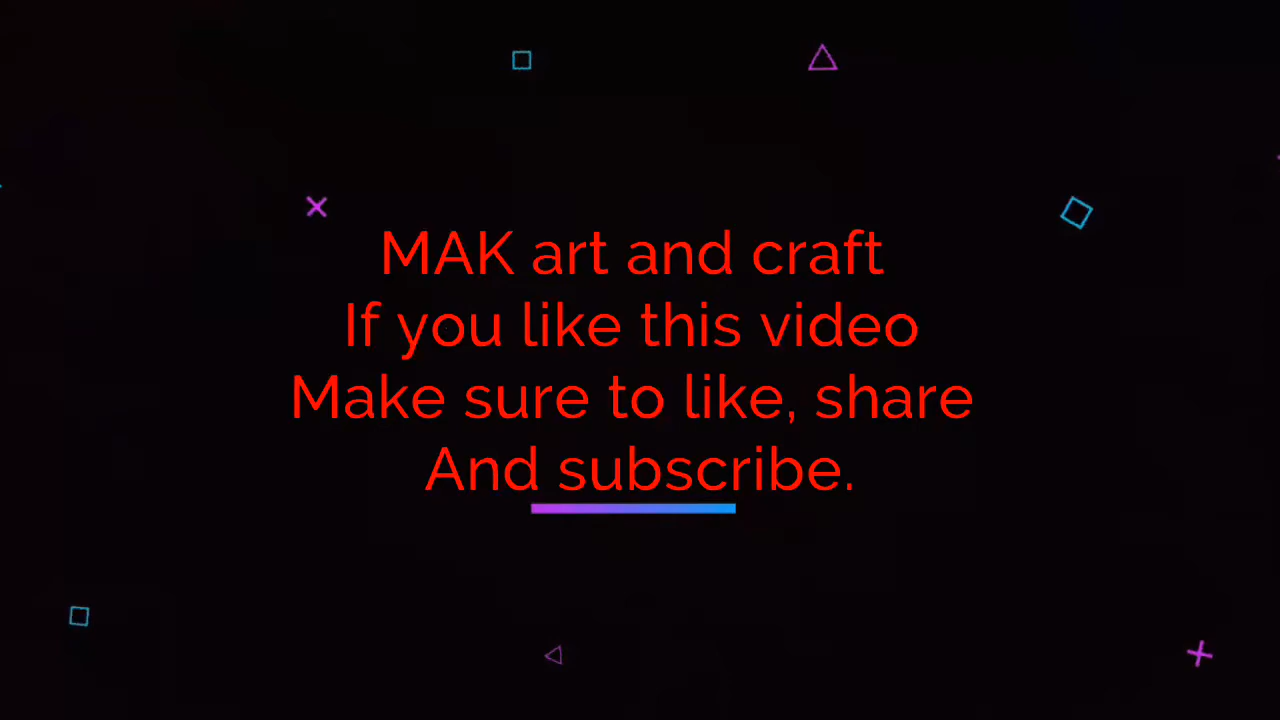 MAK art and craft
If you like this video
Make sure to like, share
And subscribe.